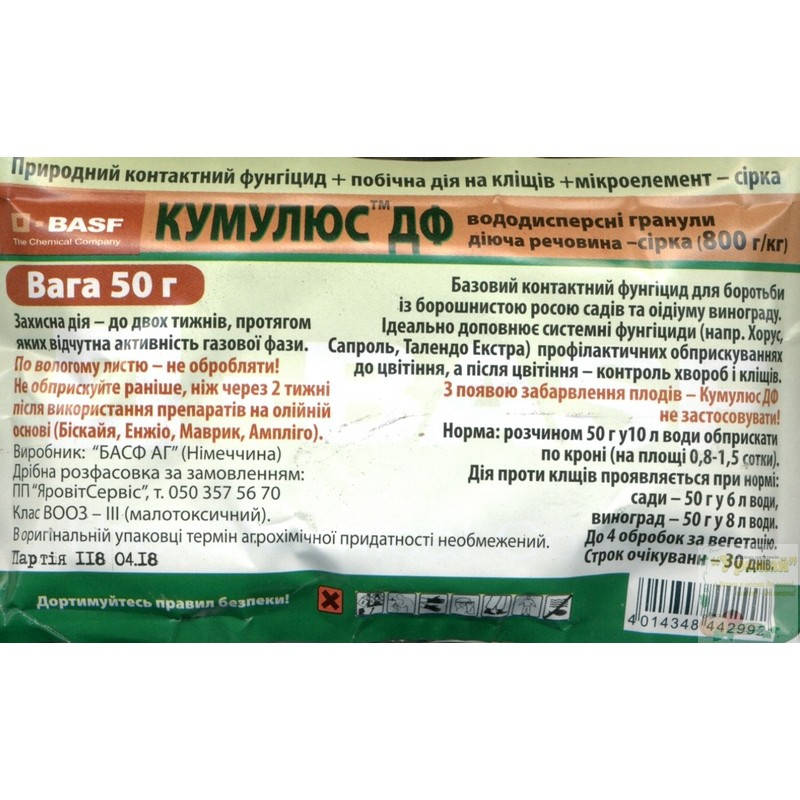 Природний контактний фунгіцид + побічна дія на кліщів +мікроелемент – сірка
BASF
The Chemical Company
КУМУЛЮС™ ДФ
вододисперсні гранули
діюча речовина –сірка (800 г/кг)
Вага 50 г
Захисна дія – до двох тижнів, протягом
яких відчутна активність газової фази.
По вологому листю – не обробляти!
Не обприскуйте раніше, ніж через 2 тижні
після використання препаратів на олійній
основі (Біскайя, Енжіо, Маврик, Ампліго).
Виробник: "БАСФ АГ" (Німеччина)
Дрібна розфасовка за замовленням:
ПП "ЯровітСервіс", т. 050 357 56 70
Клас ВООЗ – III (малотоксичний).
В оригінальній упаковці термін агрохімічної придатності необмежений.
Партія 118 04.18
Базовий контактний фунгіцид для боротьби
із борошнистою росою садів та оїдіуму винограду.
Ідеально доповнює системні фунгіциди (напр. Хорус,
Сапроль, Талендо Екстра) профілактичних обприскуваннях
до цвітіння, а після цвітіння – контроль хвороб і кліщів.
З появою забарвлення плодів – Кумулюс ДФ
не застосовувати!
Норма: розчином 50 г у 10 л води обприскати
по кроні (на площі 0,8-1,5 сотки).
Дія проти клщів проявляється при нормі:
сади – 50 г у 6 л води,
виноград – 50 г у 8 л води.
До 4 обробок за вегетацію.
Строк очікуванн – 30 днів.
Дортимуйтесь правил безпеки!
4 014348 442992